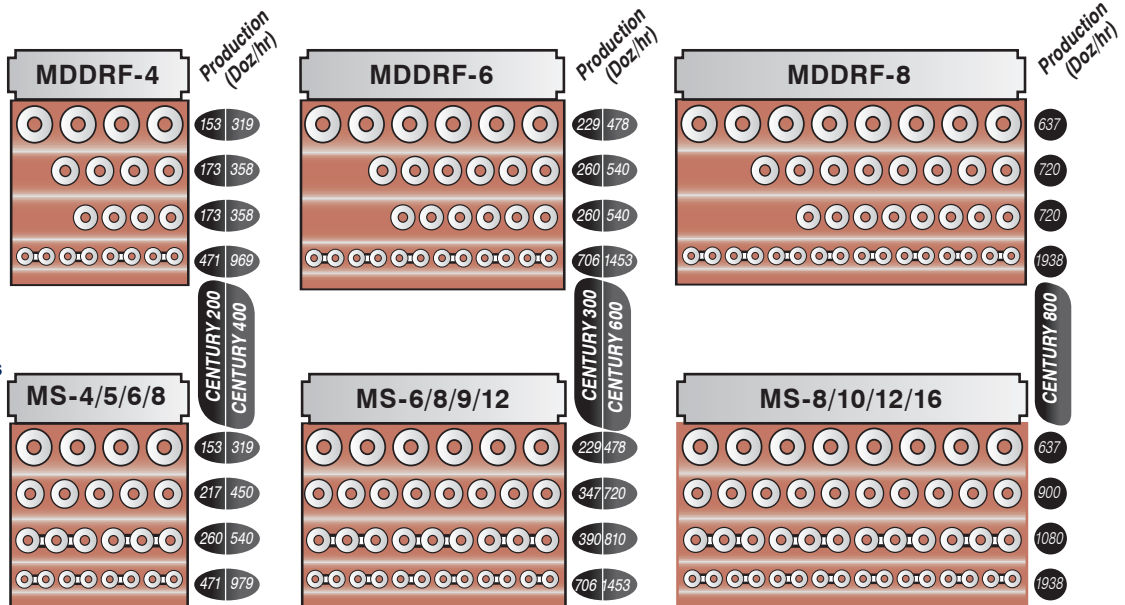 MDDRF-4
Production
(Doz/hr)
153 319
173 358
173 358
471 969
MDDRF-6
Production
(Doz/hr)
229 478
260 540
260 540
706 1453
MDDRF-8
Production
(Doz/hr)
637
720
720
1938
CENTURY 200
CENTURY 400
CENTURY 300
CENTURY 600
CENTURY 800
s
MS-4/5/6/8
153 319
217 450
260 540
471 979
MS-6/8/9/12
229 478
347 720
390 810
706 1453
MS-8/10/12/16
637
900
1080
1938